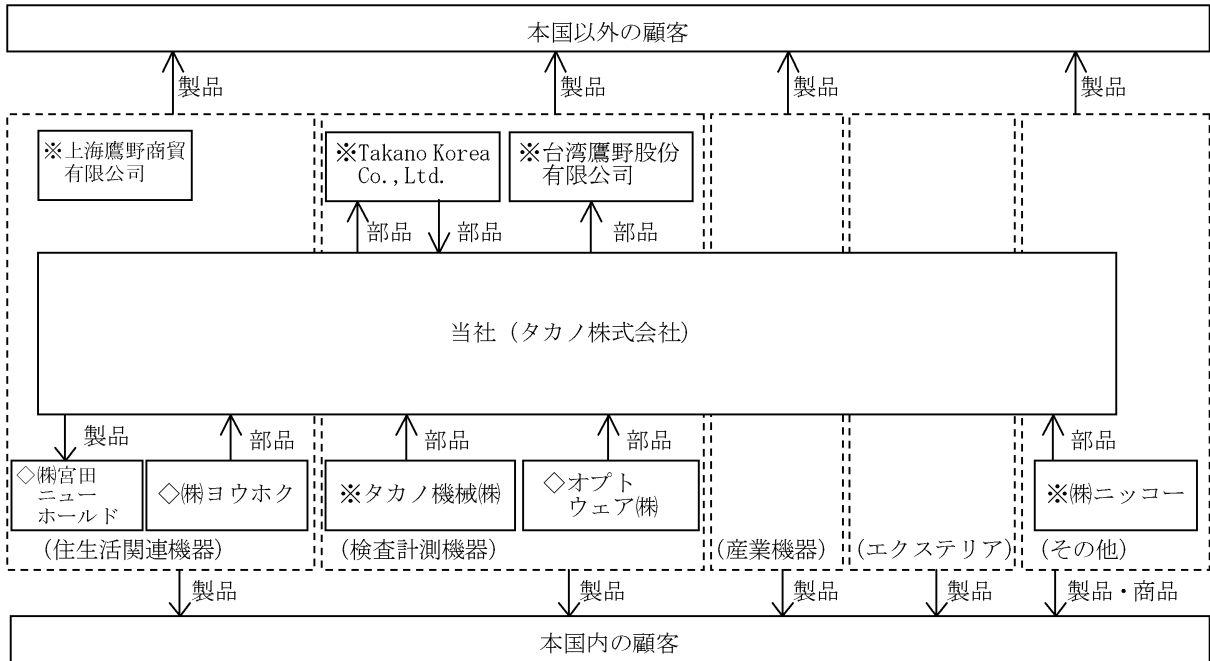 本国以外の顧客
製品
製品
製品
製品
※上海鷹野商貿
有限公司
※Takano Korea
Co.,Ltd.
※台湾鷹野股份
有限公司
部品
部品
部品
当社（タカノ株式会社）
製品
部品
部品
部品
部品
◇㈱宮田
ニュー
ホールド
◇㈱ヨウホク
※タカノ機械㈱
◇オプト
ウェア㈱
※㈱ニッコー
（住生活関連機器）
（検査計測機器）
（産業機器）
（エクステリア）
（その他）
製品
製品
製品
製品
製品・商品
本国内の顧客